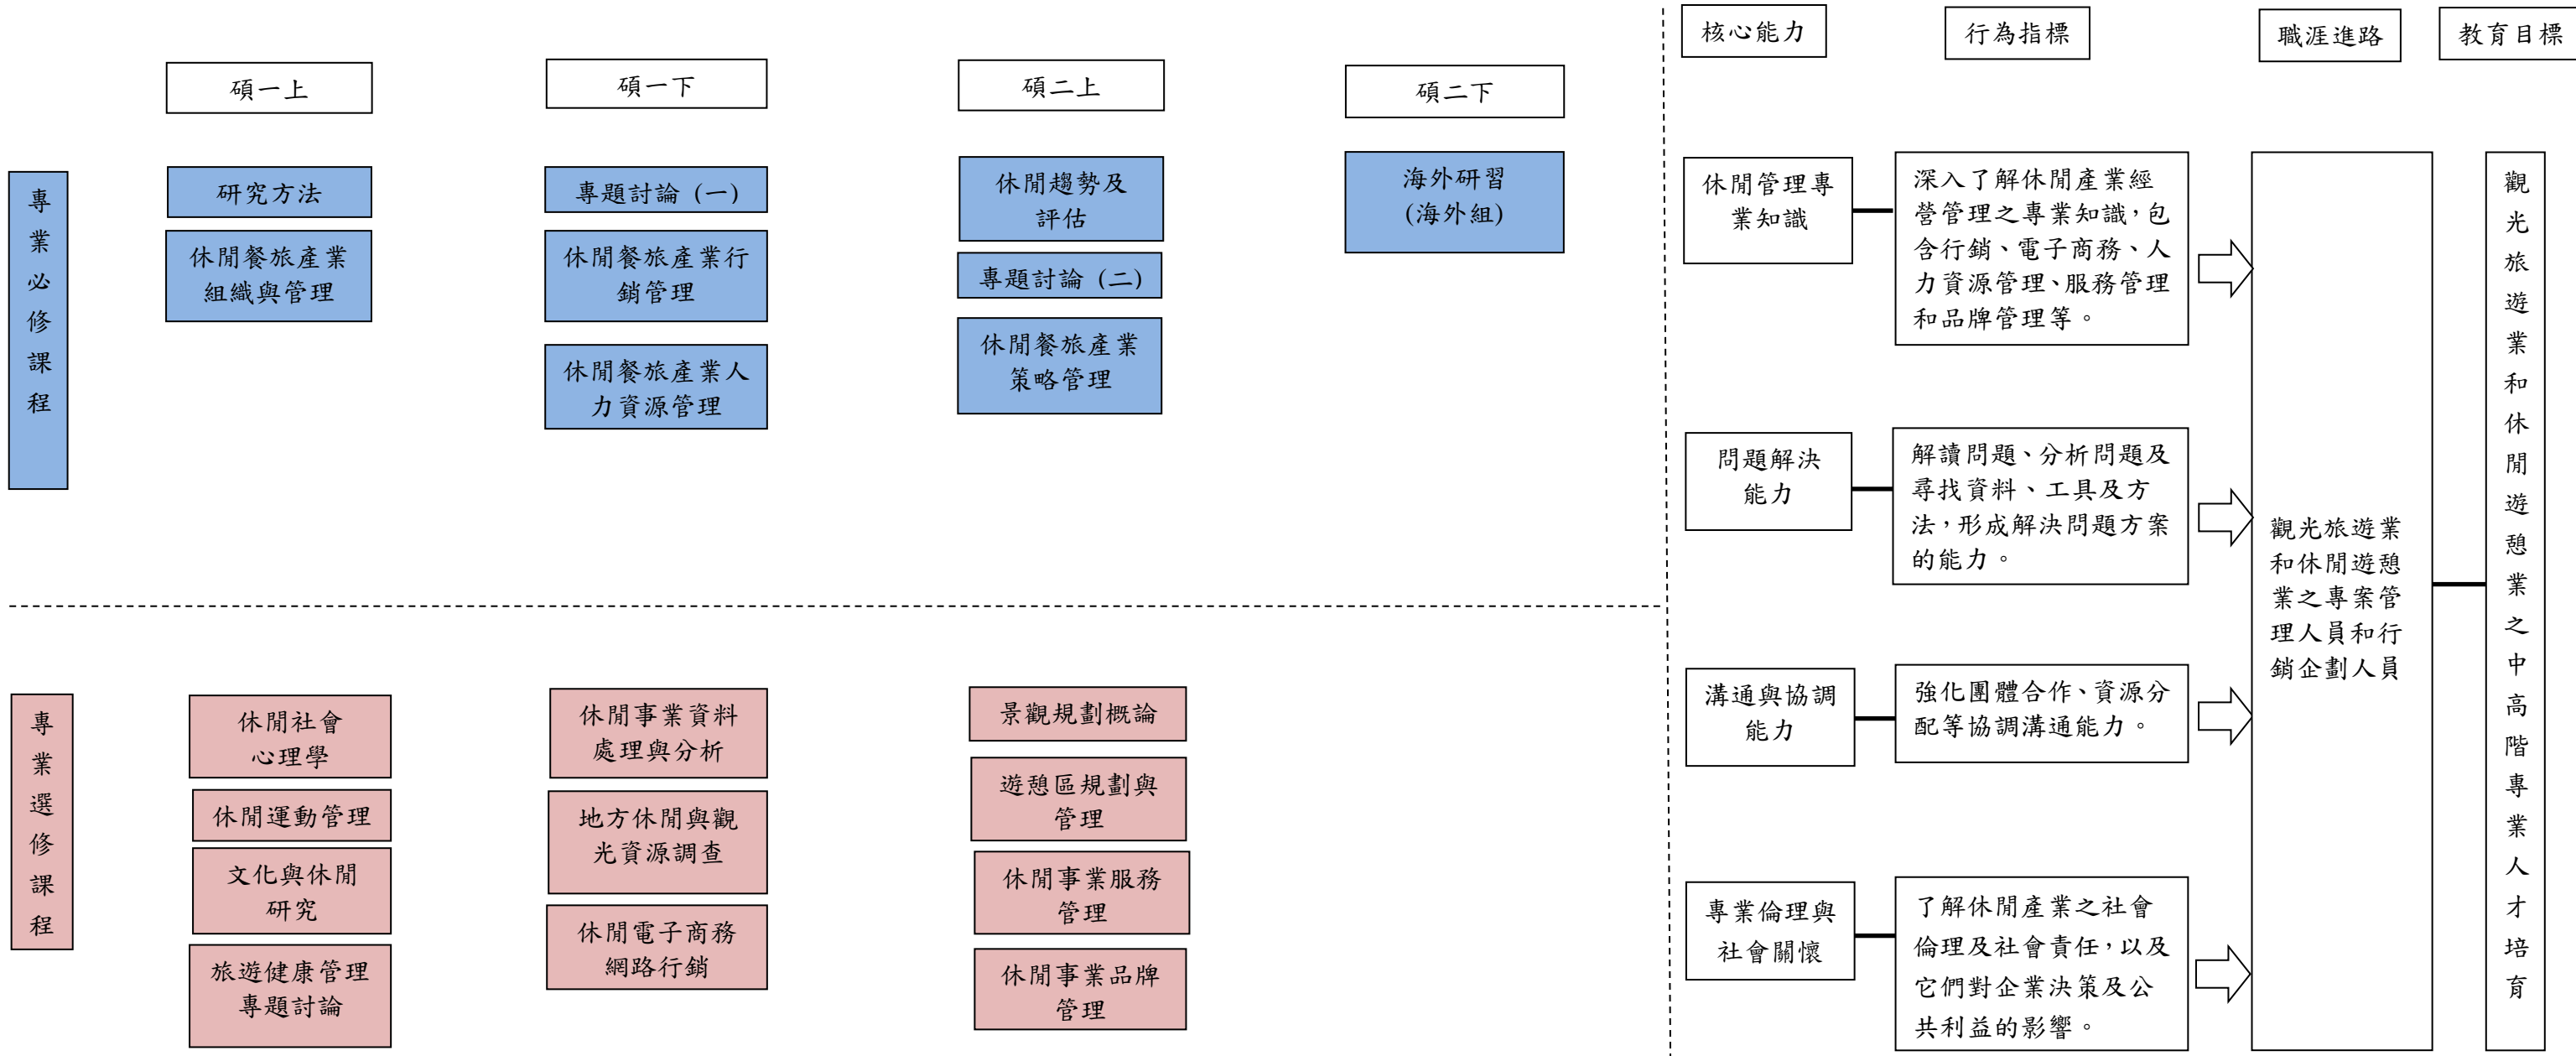 碩一上
碩一下
碩二上
碩二下
核心能力
行為指標
職涯進路
教育目標
專業必修課程
研究方法
休閒餐旅產業
組織與管理
專題討論 (一)
休閒餐旅產業行
銷管理
休閒餐旅產業人
力資源管理
休閒趨勢及
評估
專題討論 (二)
休閒餐旅產業
策略管理
海外研習
(海外組)
專業選修課程
休閒社會
心理學
休閒運動管理
文化與休閒
研究
旅遊健康管理
專題討論
休閒事業資料
處理與分析
地方休閒與觀
光資源調查
休閒電子商務
網路行銷
景觀規劃概論
遊憩區規劃與
管理
休閒事業服務
管理
休閒事業品牌
管理
休閒管理專
業知識
深入了解休閒產業經
營管理之專業知識，包
含行銷、電子商務、人
力資源管理、服務管理
和品牌管理等。
問題解決
能力
解讀問題、分析問題及
尋找資料、工具及方
法，形成解決問題方案
的能力。
溝通與協調
能力
強化團體合作、資源分
配等協調溝通能力。
專業倫理與
社會關懷
了解休閒產業之社會
倫理及社會責任，以及
它們對企業決策及公
共利益的影響。
觀光旅遊業
和休閒遊憩
業之專案管
理人員和行
銷企劃人員
觀光旅遊業和休閒遊憩業之中高階專業人才培育